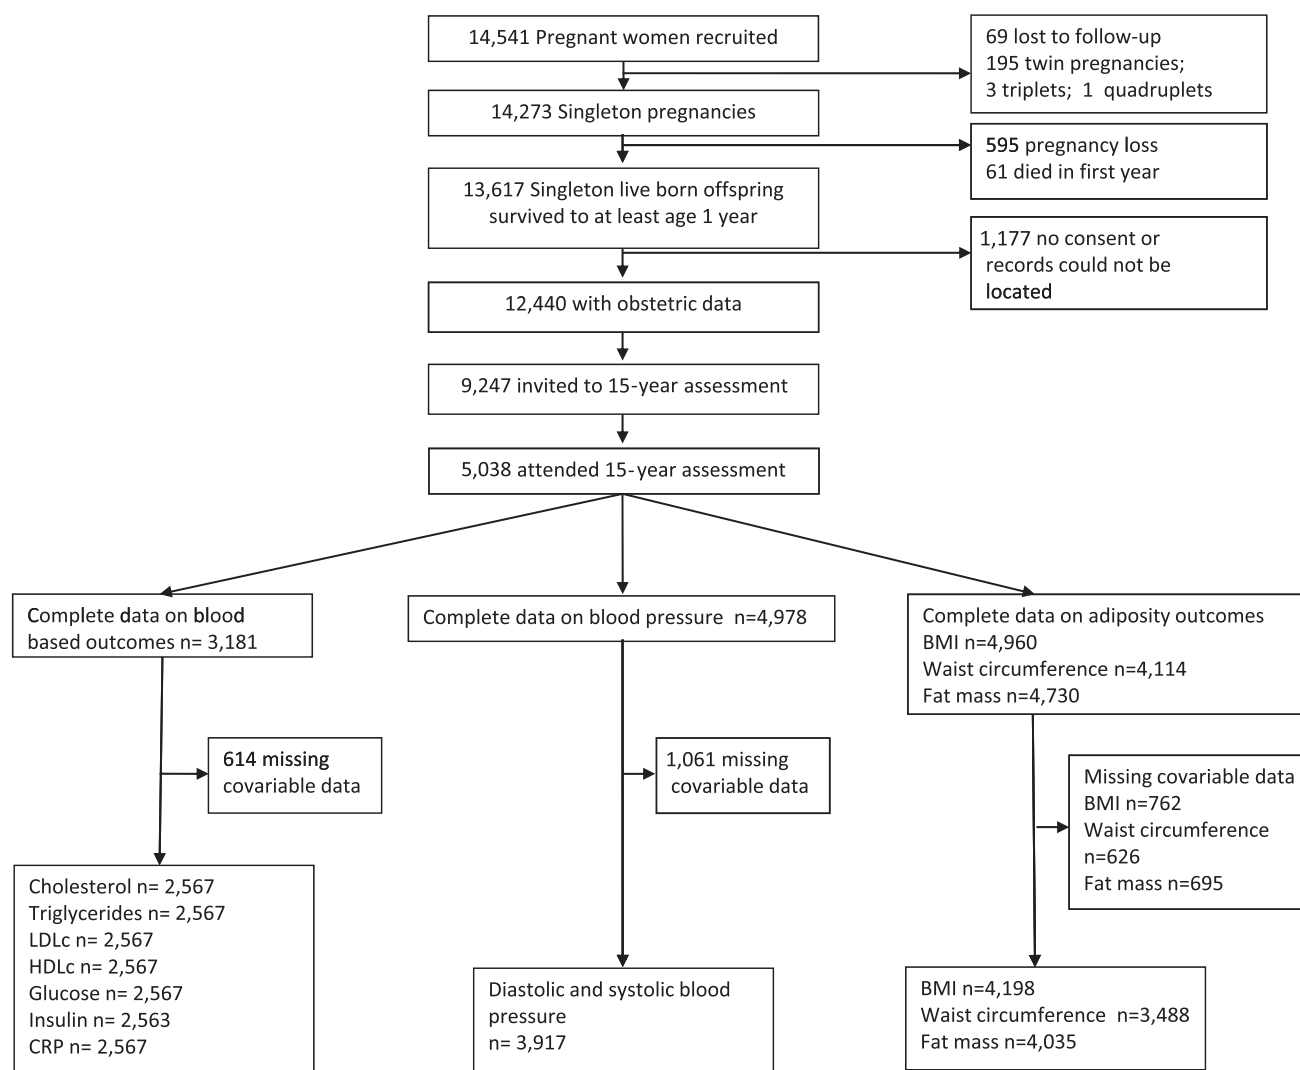 14,541 Pregnant women recruited
69 lost to follow-up
195 twin pregnancies;
3 triplets; 1 quadruplets
14,273 Singleton pregnancies
595 pregnancy loss
61 died in first year
13,617 Singleton live born offspring
survived to at least age 1 year
1,177 no consent or
records could not be
located
12,440 with obstetric data
9,247 invited to 15-year assessment
5,038 attended 15-year assessment
Complete data on blood
based outcomes n= 3,181
Complete data on blood pressure n=4,978
Complete data on adiposity outcomes
BMI n=4,960
Waist circumference n=4,114
Fat mass n=4,730
614 missing
covariable data
1,061 missing
covariable data
Missing covariable data
BMI n=762
Waist circumference
n=626
Fat mass n=695
Cholesterol n= 2,567
Triglycerides n= 2,567
LDLc n= 2,567
HDLc n= 2,567
Glucose n= 2,567
Insulin n= 2,563
CRP n= 2,567
Diastolic and systolic blood
pressure
n= 3,917
BMI n=4,198
Waist circumference n=3,488
Fat mass n=4,035